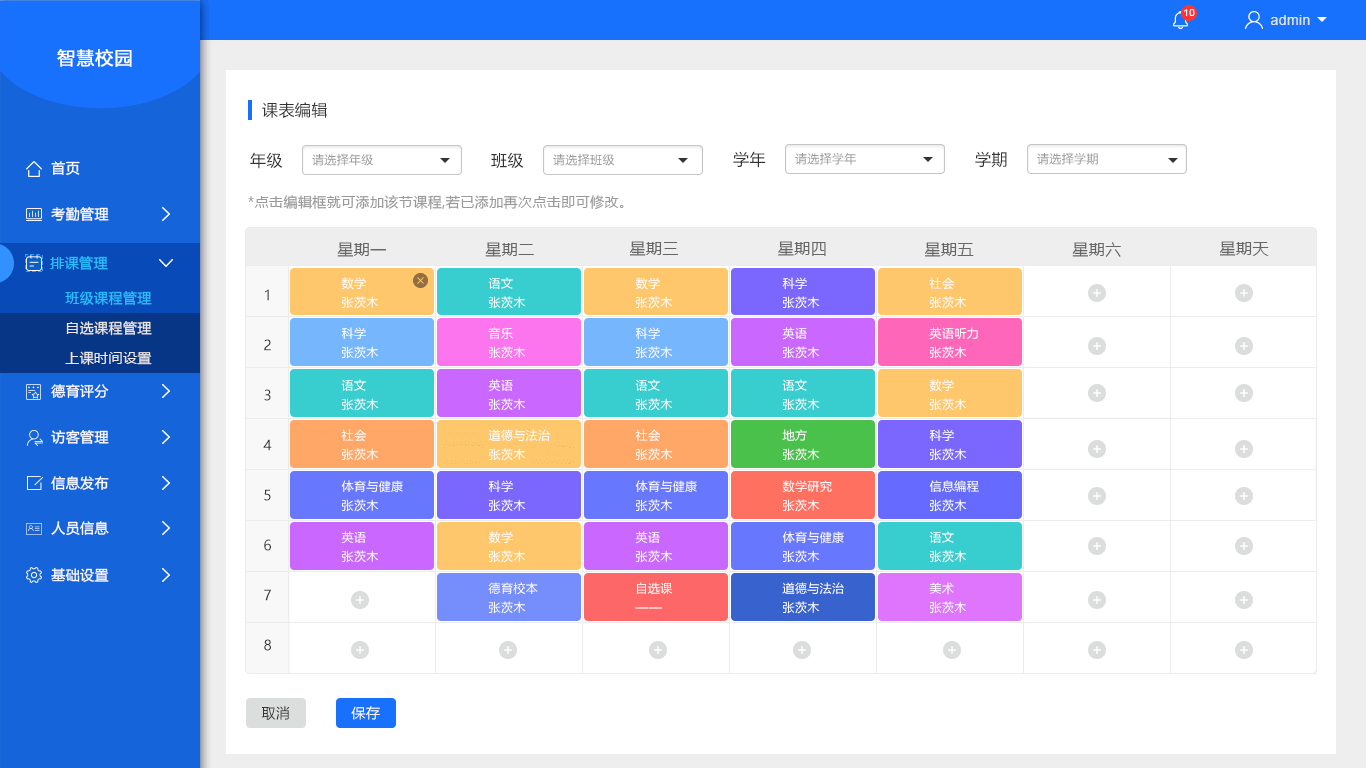 智慧校园
10
admin
首页
考勤管理
排课管理
班级课程管理
自选课程管理
上课时间设置
德育评分
访客管理
信息发布
人员信息
基础设置
课表编辑
年级 请选择年级 班级 请选择班级 学年 请选择学年 学期 请选择学期
*点击编辑框就可添加该节课程,若已添加再次点击即可修改。
星期一 星期二 星期三 星期四 星期五 星期六 星期天
1
数学 语文 数学 科学 社会
张茨木 张茨木 张茨木 张茨木 张茨木
2
科学 音乐 科学 英语 英语听力
张茨木 张茨木 张茨木 张茨木 张茨木
3
语文 英语 语文 语文 数学
张茨木 张茨木 张茨木 张茨木 张茨木
4
社会 道德与法治 社会 地方 科学
张茨木 张茨木 张茨木 张茨木 张茨木
5
体育与健康 科学 体育与健康 数学研究 信息编程
张茨木 张茨木 张茨木 张茨木 张茨木
6
英语 数学 英语 体育与健康 语文
张茨木 张茨木 张茨木 张茨木 张茨木
7
德育校本 自选课 道德与法治 美术
张茨木 —— 张茨木 张茨木
8
取消 保存